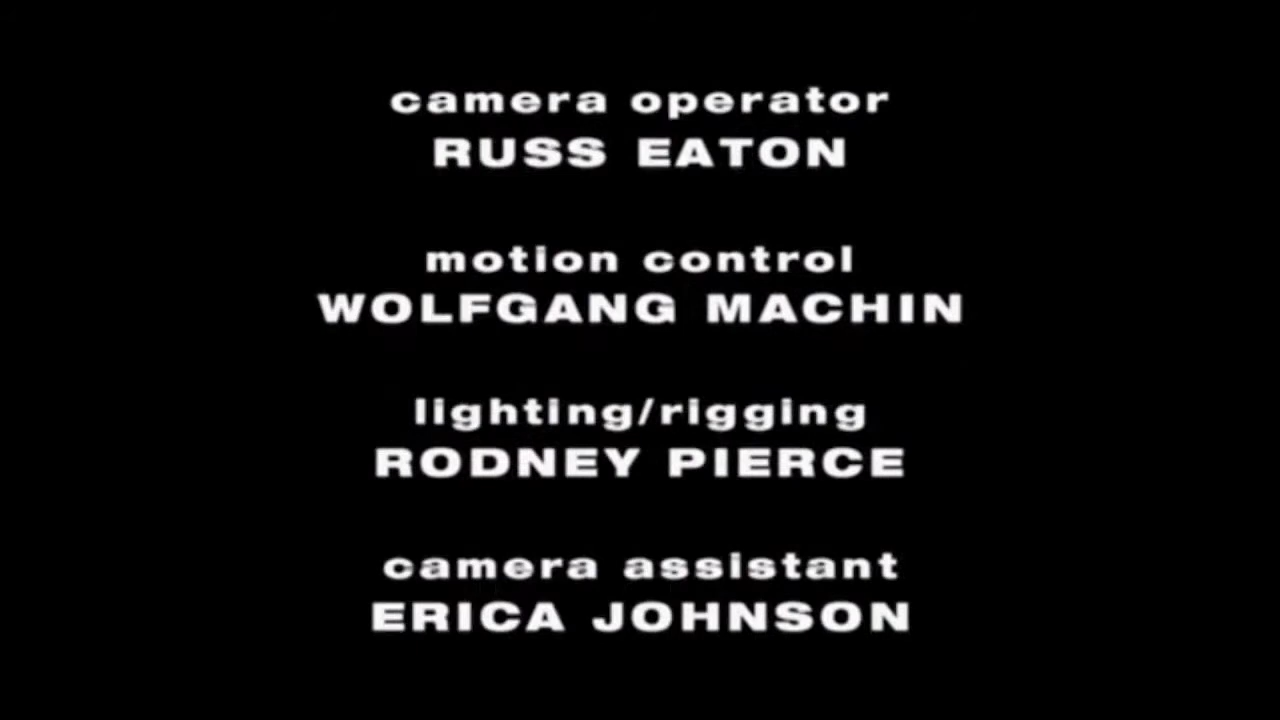 camera operator
RUSS EATON
motion control
WOLFGANG MACHIN
lighting/rigging
RODNEY PIERCE
camera assistant
ERICA JOHNSON